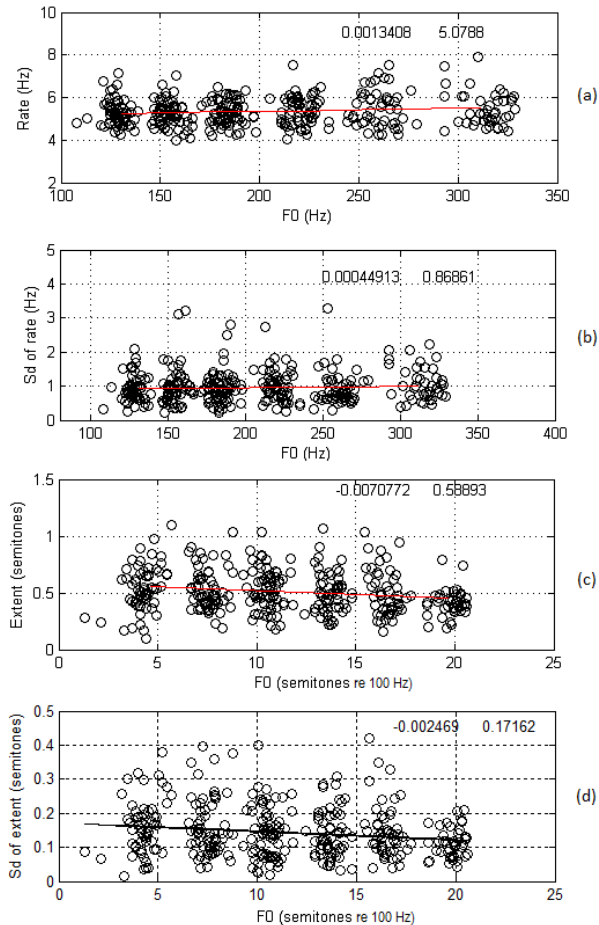 10
8
6
4
2
Rate (Hz)
0.0013408 5.0788
(a)
100 150 200 250 300 350
F0 (Hz)
5
4
3
2
1
0
Sd of rate (Hz)
0.00044913 0.86861
(b)
100 150 200 250 300 350 400
F0 (Hz)
1.5
1
0.5
0
Extent (semitones)
-0.0070772 0.58893
(c)
0 5 10 15 20 25
F0 (semitones re 100 Hz)
0.5
0.4
0.3
0.2
0.1
0
Sd of extent (semitones)
-0.002469 0.17162
(d)
0 5 10 15 20 25
F0 (semitones re 100 Hz)